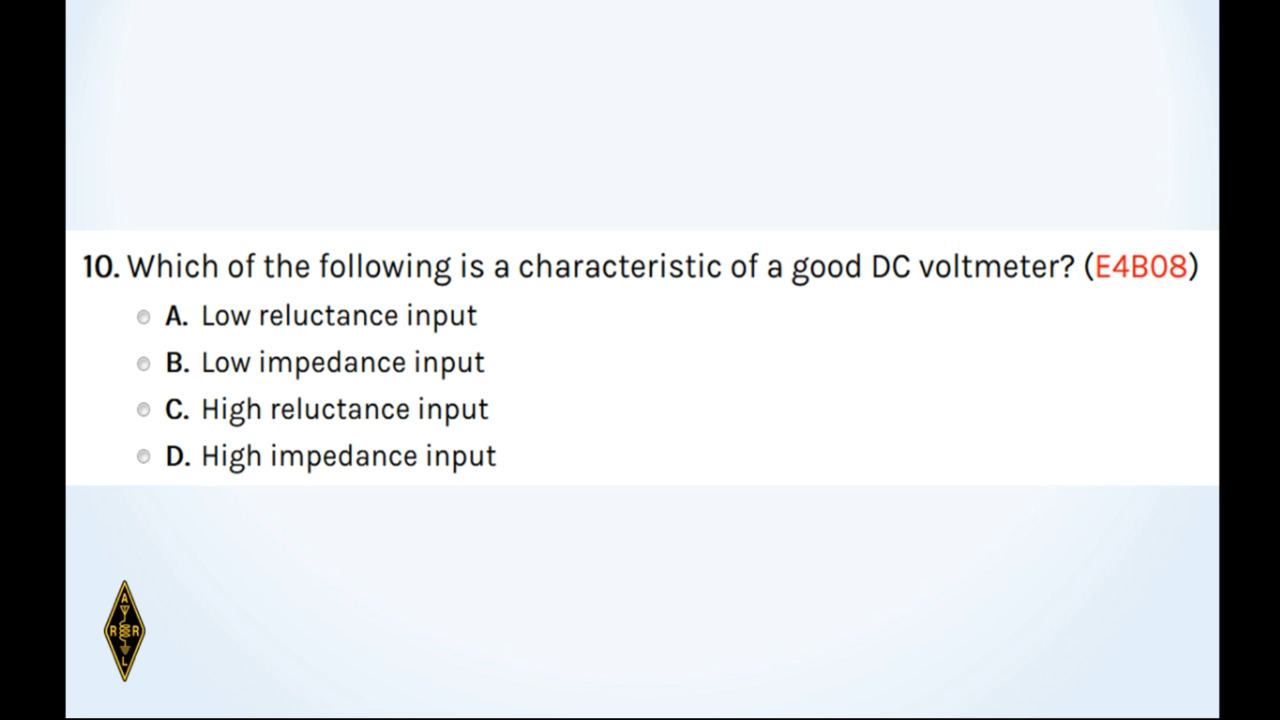 10. Which of the following is a characteristic of a good DC voltmeter? (E4B08)
A. Low reluctance input
B. Low impedance input
C. High reluctance input
D. High impedance input
A
R R
L